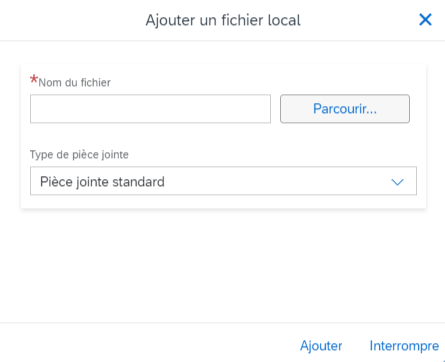 Ajouter un fichier local
*Nom du fichier
Parcourir...
Type de pièce jointe
Pièce jointe standard
Ajouter Interrompre